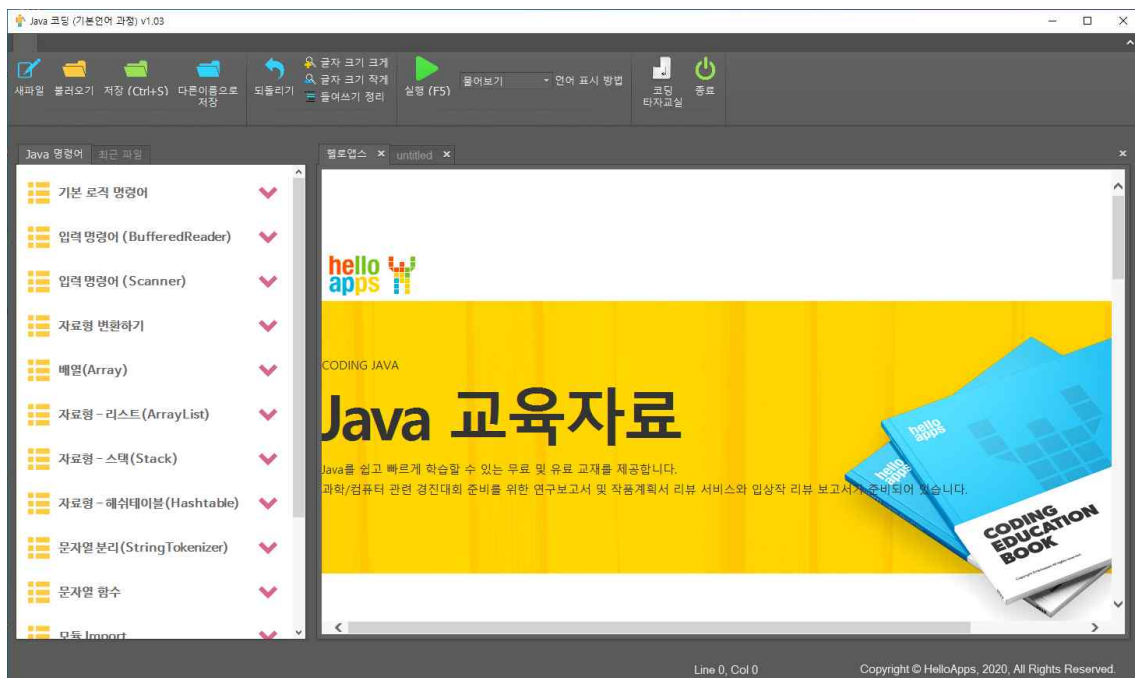 Java 코딩 (기본언어 과정) v1.03
새파일
불러오기
저장 (Ctrl+S)
다른이름으로
저장
되돌리기
글자 크기 크게
글자 크기 작게
들여쓰기 정리
실행 (F5)
물어보기
언어 표시 방법
코딩
타자교실
종료
Java 명령어
최근 파일
헬로앱스
untitled
기본 로직 명령어
입력 명령어 (BufferedReader)
입력 명령어 (Scanner)
자료형 변환하기
배열(Array)
자료형 - 리스트(ArrayList)
자료형 - 스택(Stack)
자료형 - 해쉬테이블(Hashtable)
문자열 분리(StringTokenizer)
문자열 함수
모듈 Import
hello
apps
CODING JAVA
Java 교육자료
Java를 쉽고 빠르게 학습할 수 있는 무료 및 유료 교재를 제공합니다.
과학/컴퓨터 관련 경진대회 준비를 위한 연구보고서 및 작품계획서 리뷰 서비스와 입상작 리뷰 보고서가 준비되어 있습니다.
hello
apps
hello
apps
CODING
EDUCATION
BOOK
Line 0, Col 0
Copyright © HelloApps, 2020, All Rights Reserved.